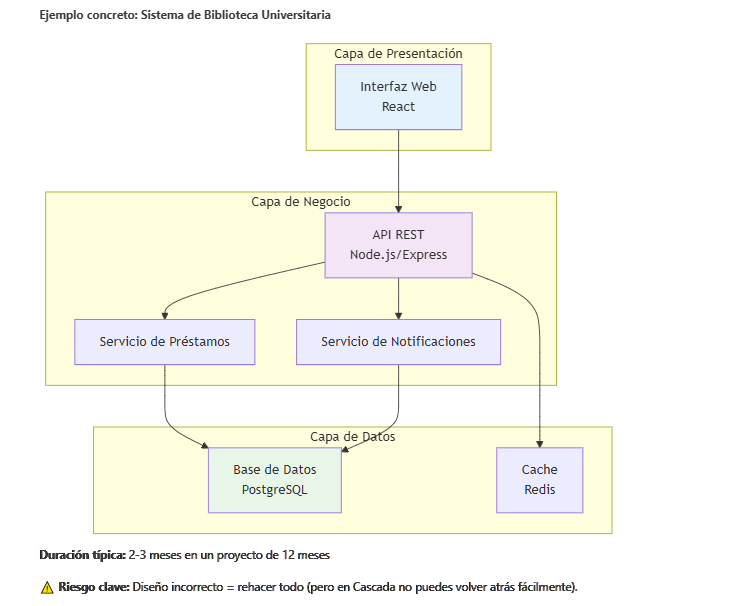 Ejemplo concreto: Sistema de Biblioteca Universitaria
Capa de Presentación
Interfaz Web
React
Capa de Negocio
API REST
Node.js/Express
Servicio de Préstamos
Servicio de Notificaciones
Capa de Datos
Base de Datos
PostgreSQL
Cache
Redis
Duración típica: 2-3 meses en un proyecto de 12 meses
⚠️ Riesgo clave: Diseño incorrecto = rehacer todo (pero en Cascada no puedes volver atrás fácilmente).